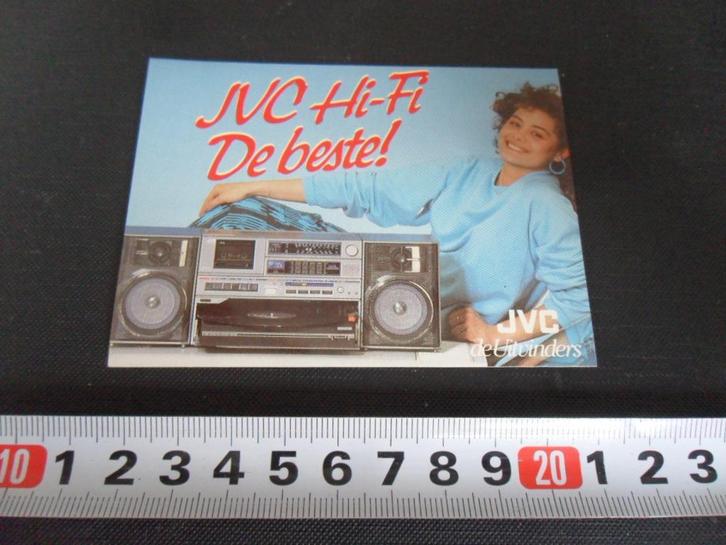 JVC Hi-Fi
De beste!
JVC
de Uitvinders
10 1 2 3 4 5 6 7 8 9 20 1 2 3